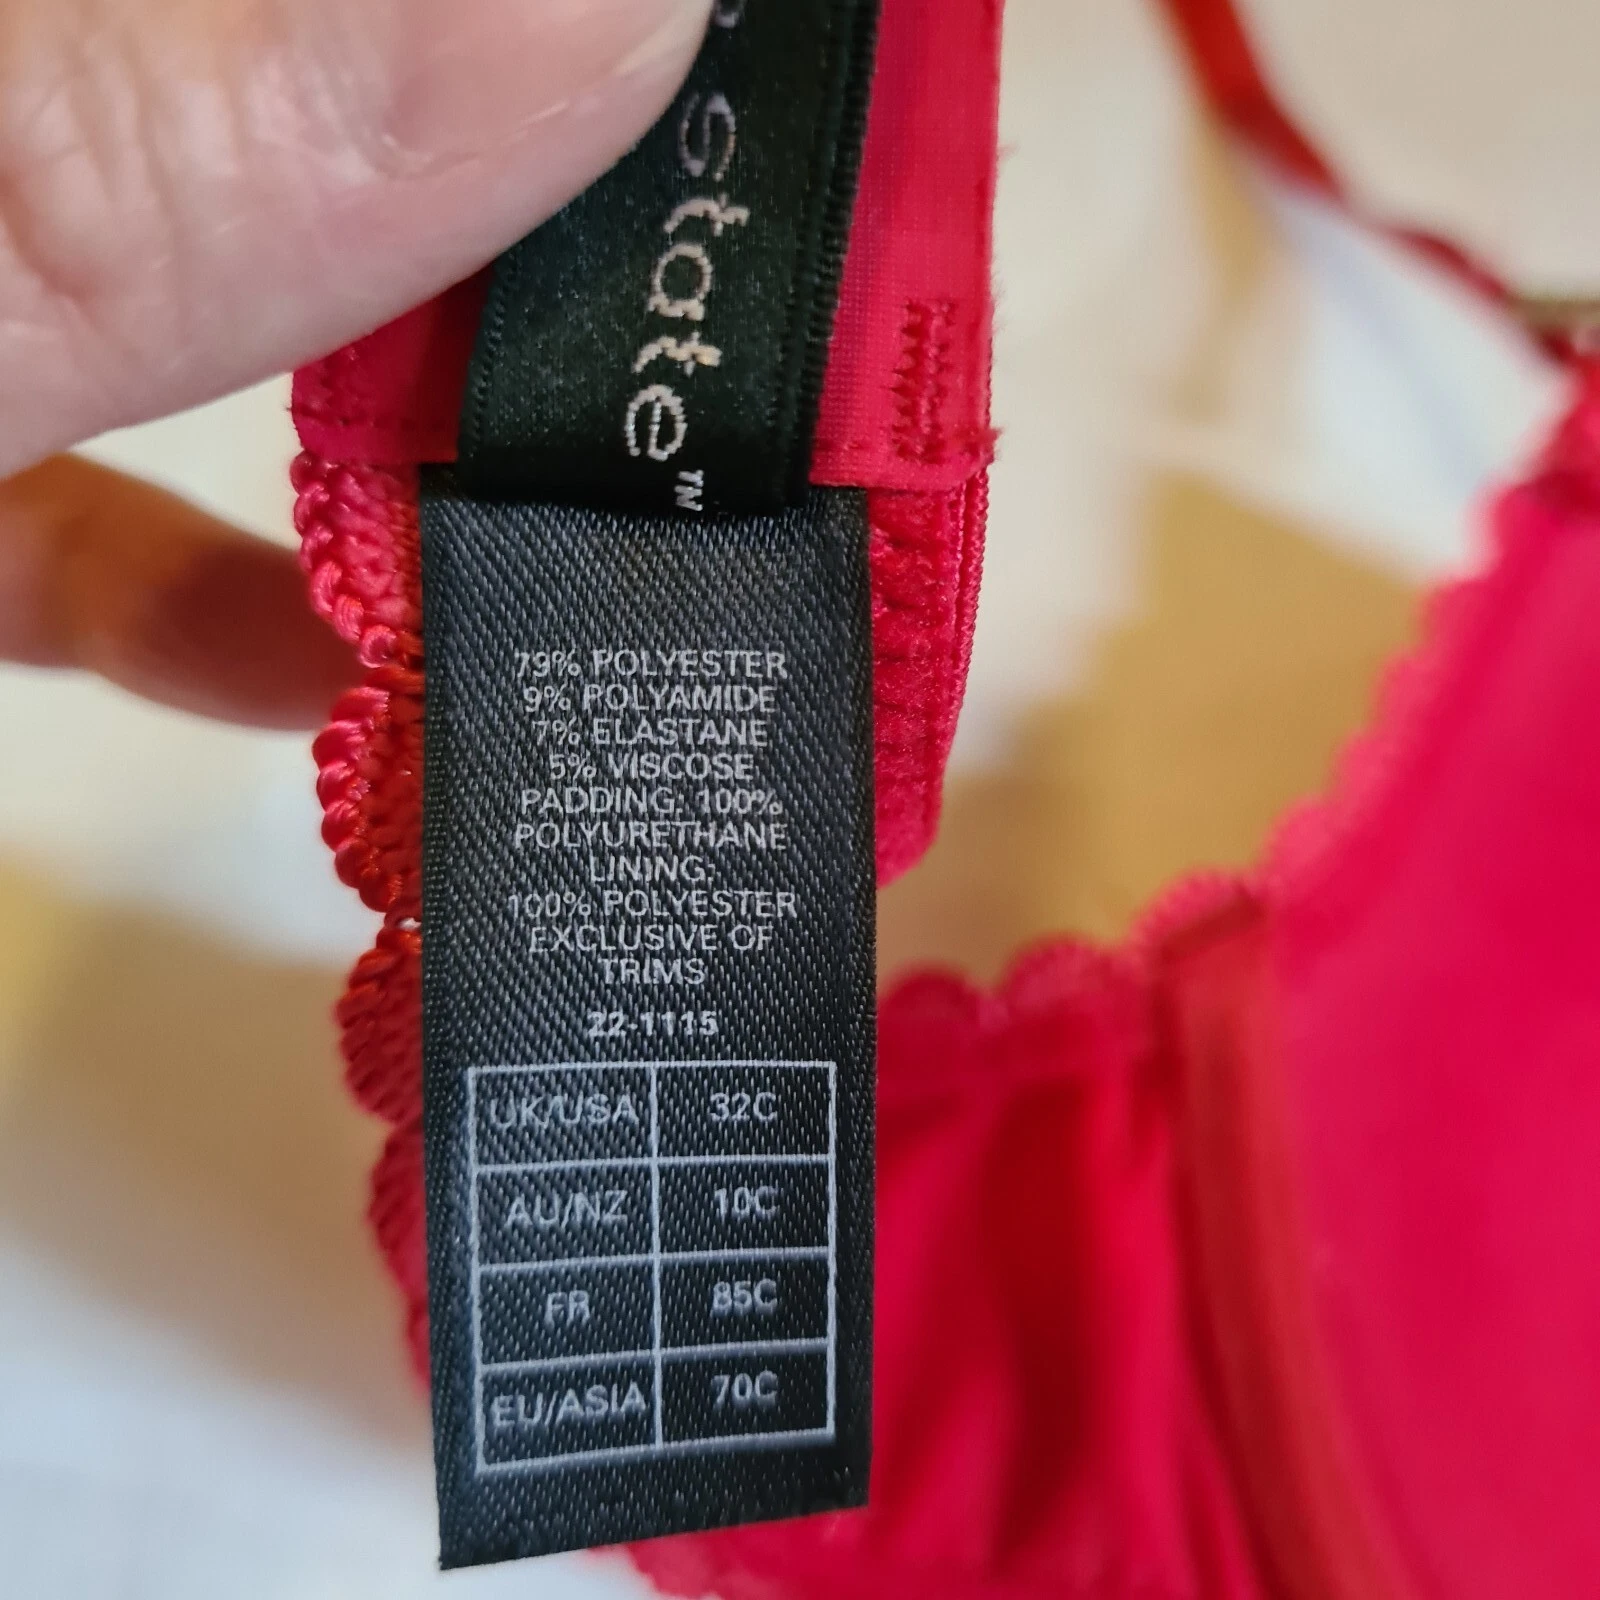 State™
79% POLYESTER
9% POLYAMIDE
7% ELASTANE
5% VISCOSE
PADDING: 100%
POLYURETHANE
LINING:
100% POLYESTER
EXCLUSIVE OF
TRIMS
22-1115
UK/USA 32C
AU/NZ 10C
FR 85C
EU/ASIA 70C